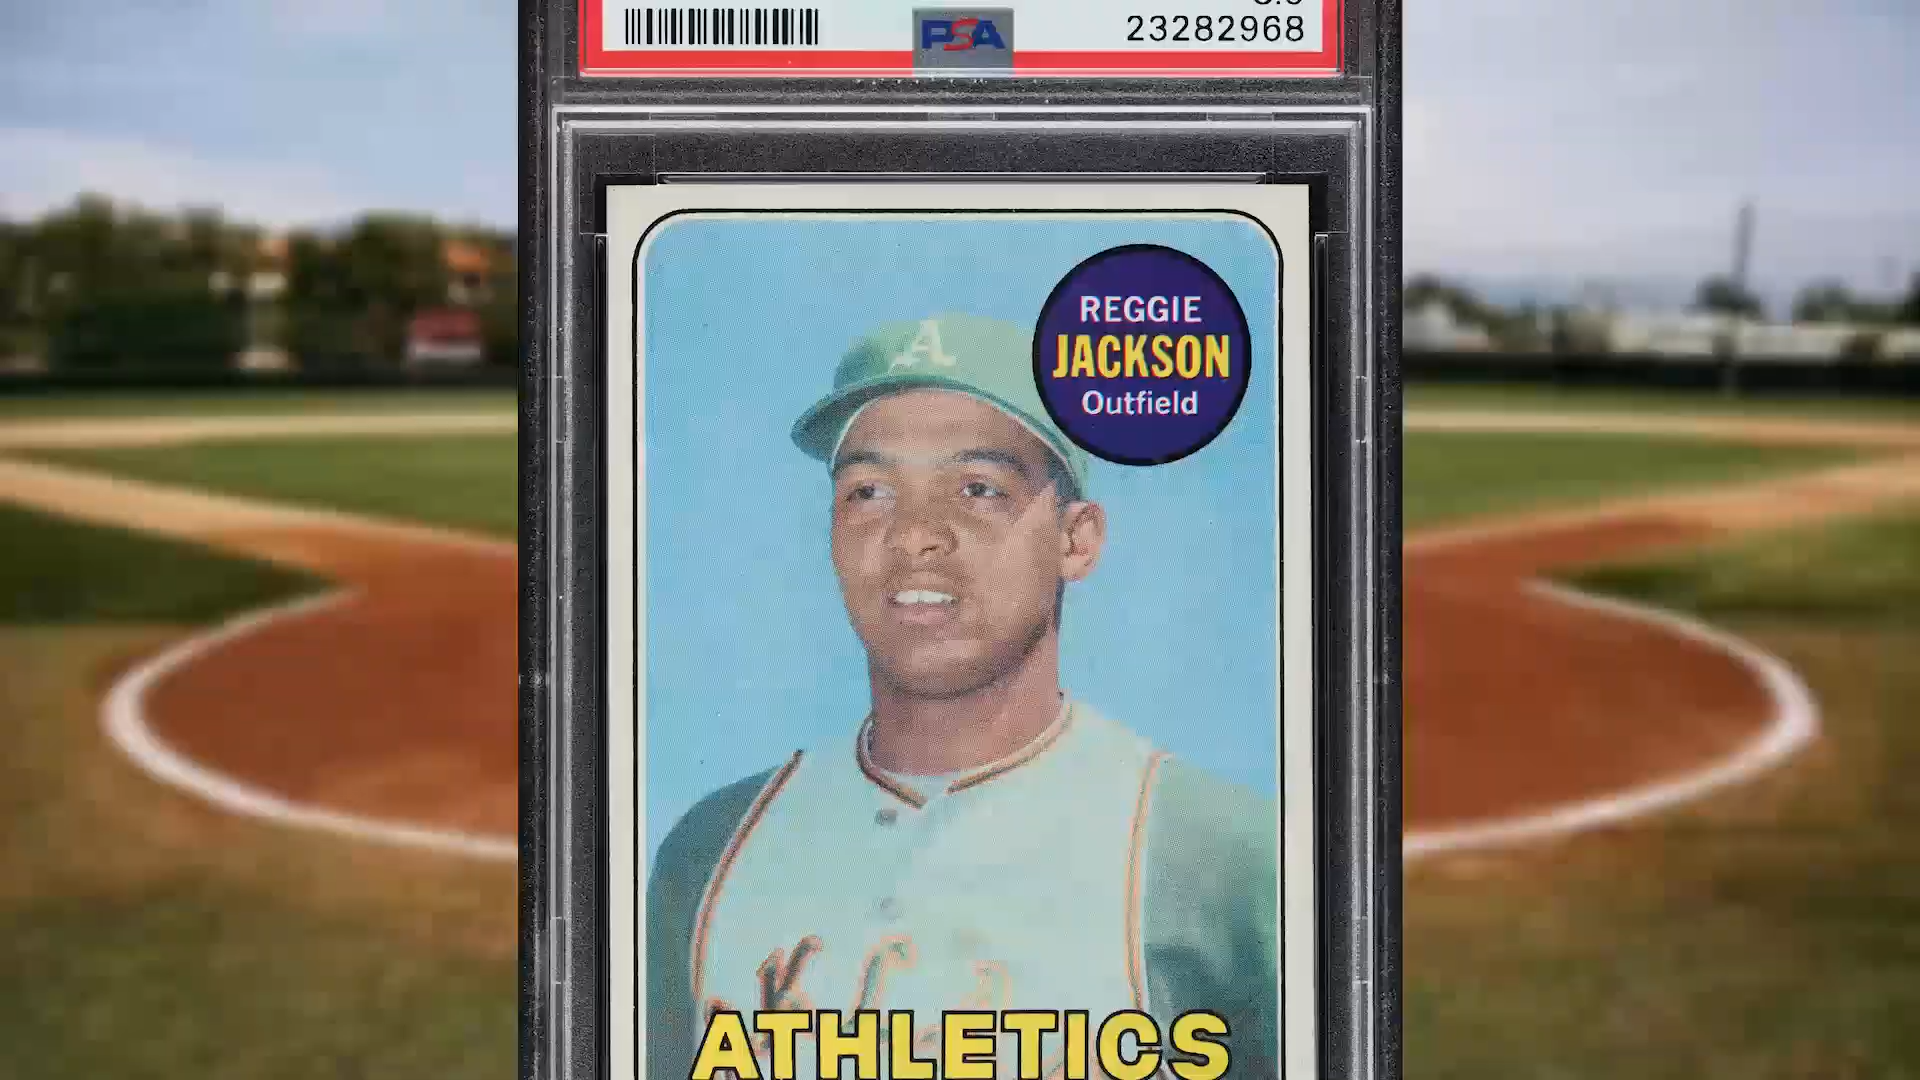 PSA
23282968
REGGIE
JACKSON
Outfield
A
ATHLETICS